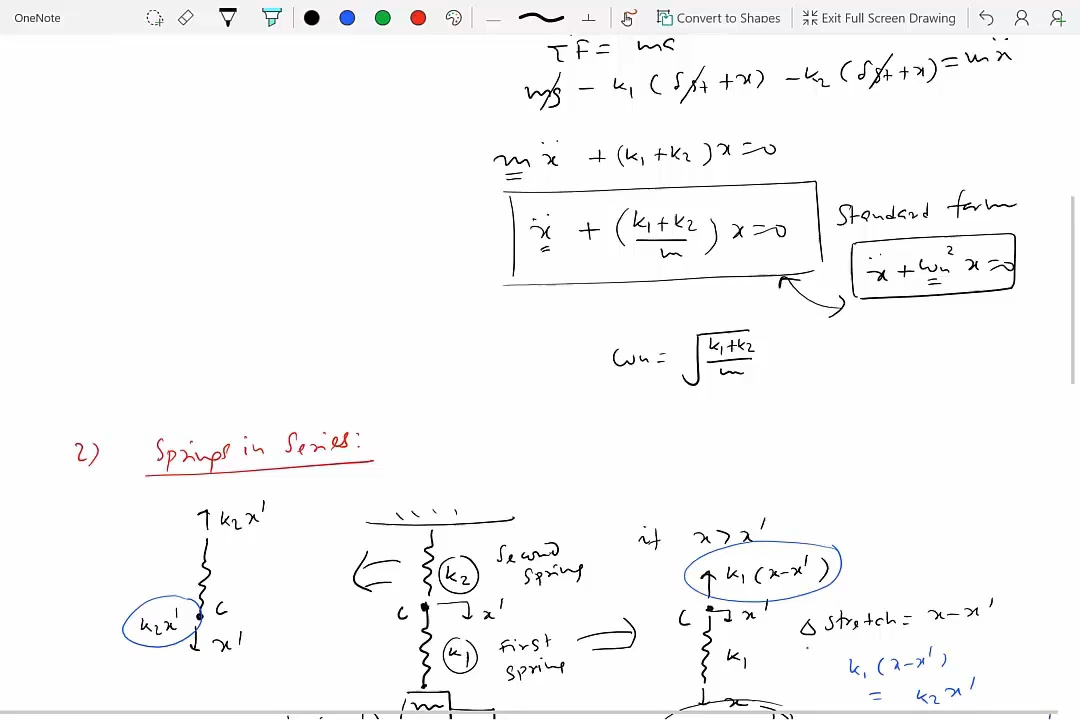 OneNote
Convert to Shapes
Exit Full Screen Drawing
ΣF = ma
mg - k₁ (δst + x) - k₂ (δst + x) = mẍ
mẍ + (k₁ + k₂) x = 0
ẍ + (k₁ + k₂ / m) x = 0
Standard form
ẍ + ωn² x = 0
ωn = √(k₁ + k₂ / m)
2) Springs in Series:
k₂x'
C
k₂x'
x'
k₂
Second
Spring
C
x'
k₁
First
Spring
m
if x > x'
k₁ (x - x')
C
x'
k₁
x
Δ stretch = x - x'
k₁ (x - x')
= k₂ x'